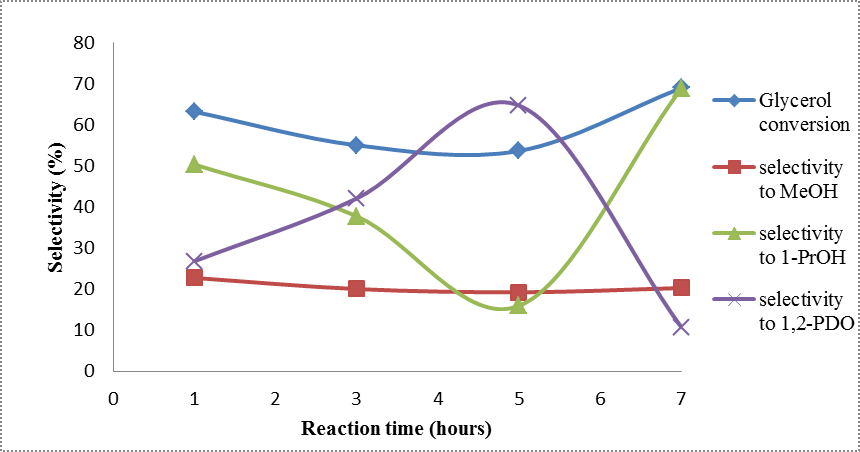 80
70
60
50
40
30
20
10
0
Selectivity (%)
0 1 2 3 4 5 6 7
Reaction time (hours)
Glycerol
conversion
selectivity
to MeOH
selectivity
to 1-PrOH
selectivity
to 1,2-PDO